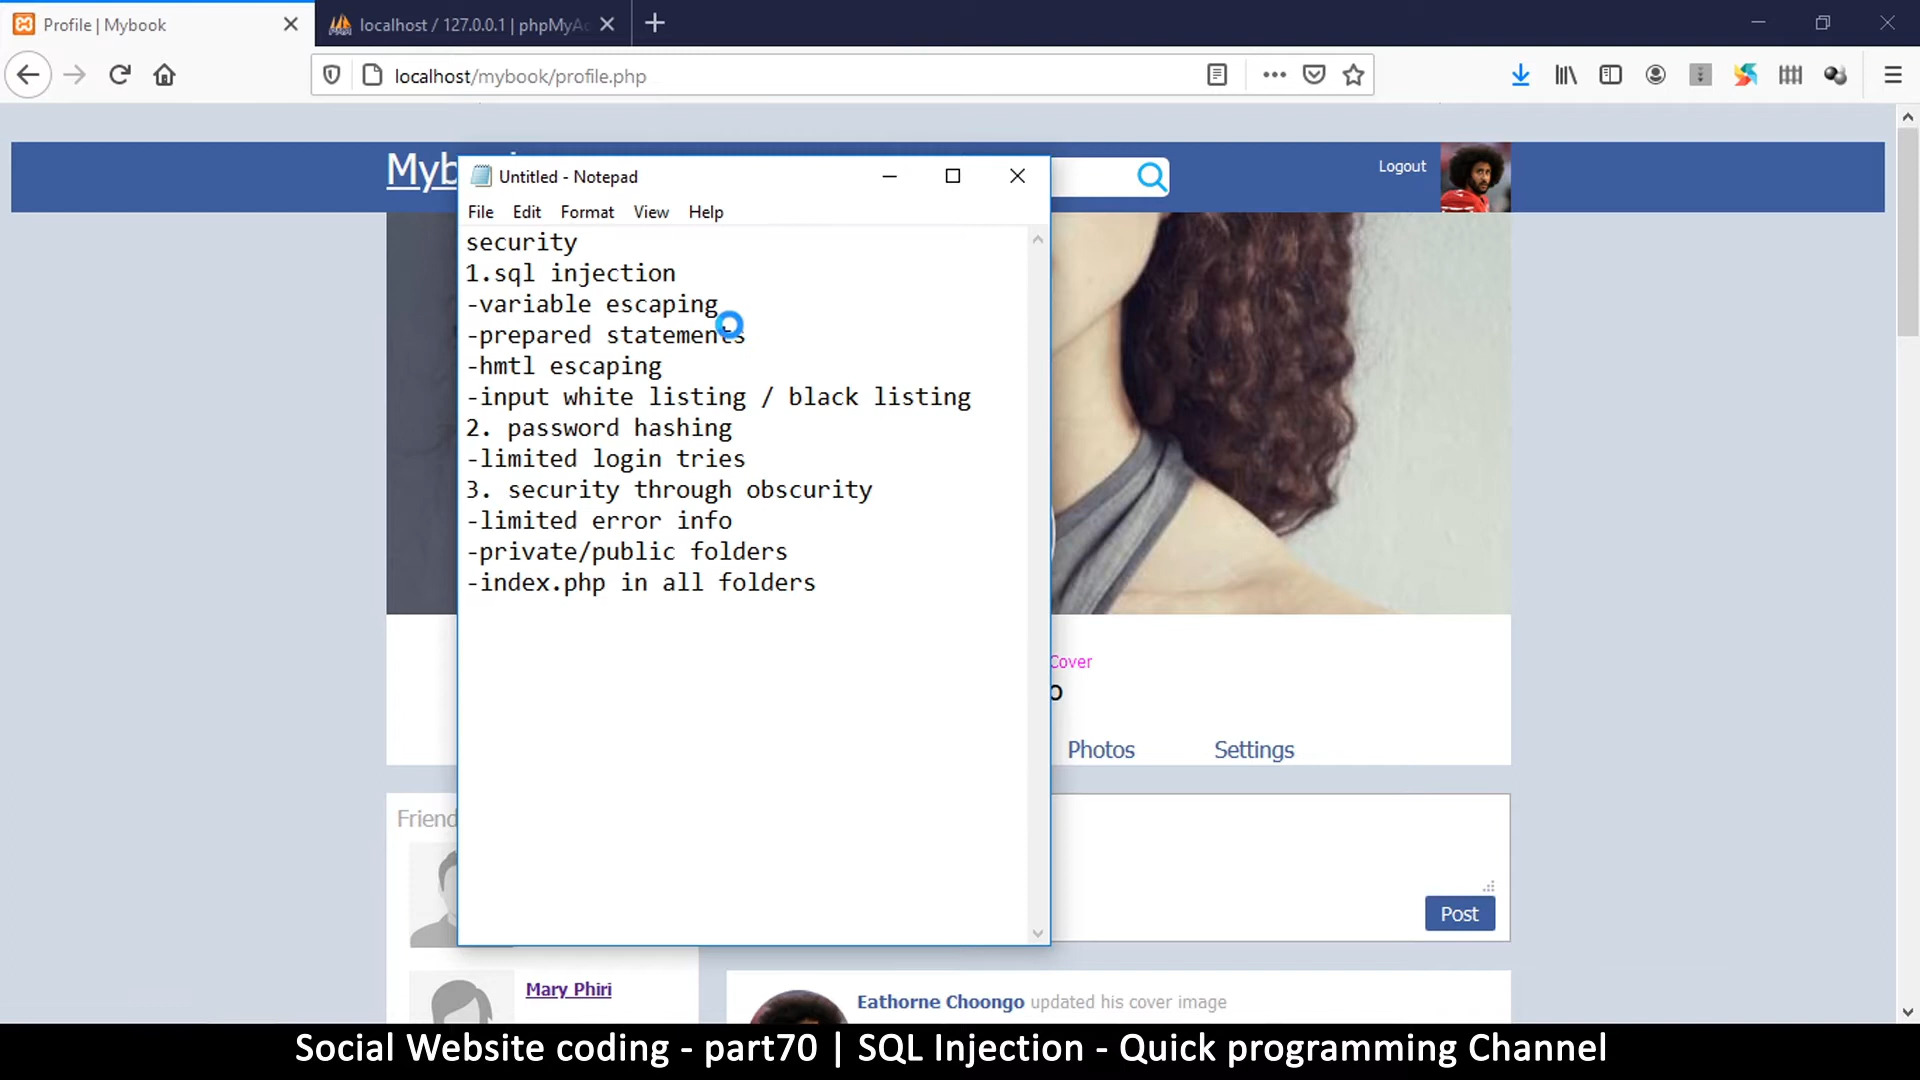 Profile | Mybook
localhost / 127.0.0.1 | phpMyAd
localhost/mybook/profile.php
Logout
Untitled - Notepad
File Edit Format View Help
security
1.sql injection
-variable escaping
-prepared statements
-hmtl escaping
-input white listing / black listing
2. password hashing
-limited login tries
3. security through obscurity
-limited error info
-private/public folders
-index.php in all folders
Cover
Photos Settings
Friend
Post
Mary Phiri
Eathorne Choongo updated his cover image
Social Website coding - part70 | SQL Injection - Quick programming Channel